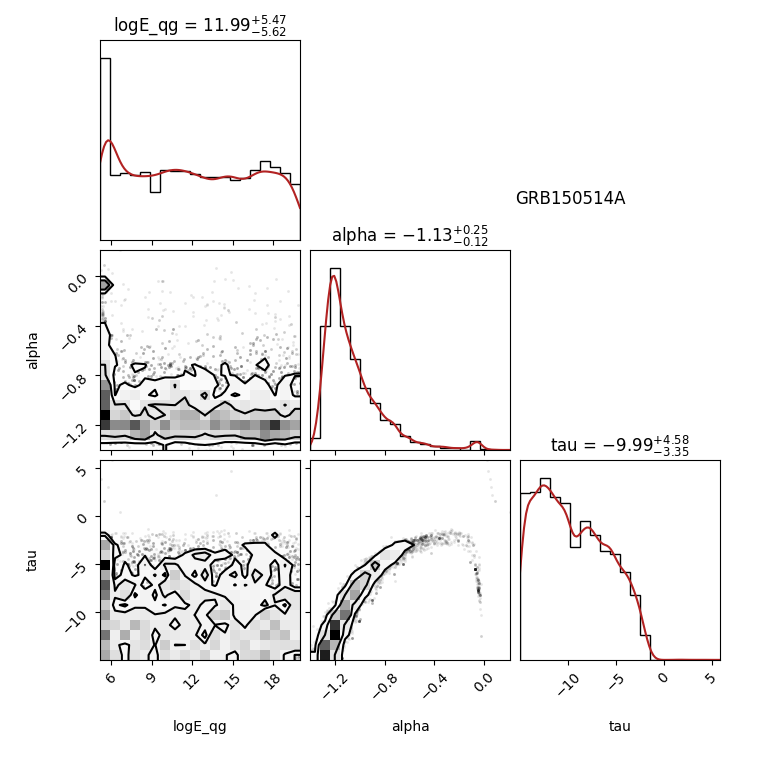 logE_qg = 11.99+5.47−5.62
GRB150514A
alpha = −1.13+0.25−0.12
0.0
−0.4
−0.8
−1.2
alpha
tau = −9.99+4.58−3.35
5
0
−5
−10
tau
6 9 12 15 18
−1.2 −0.8 −0.4 0.0
−10 −5 0 5
logE_qg alpha tau